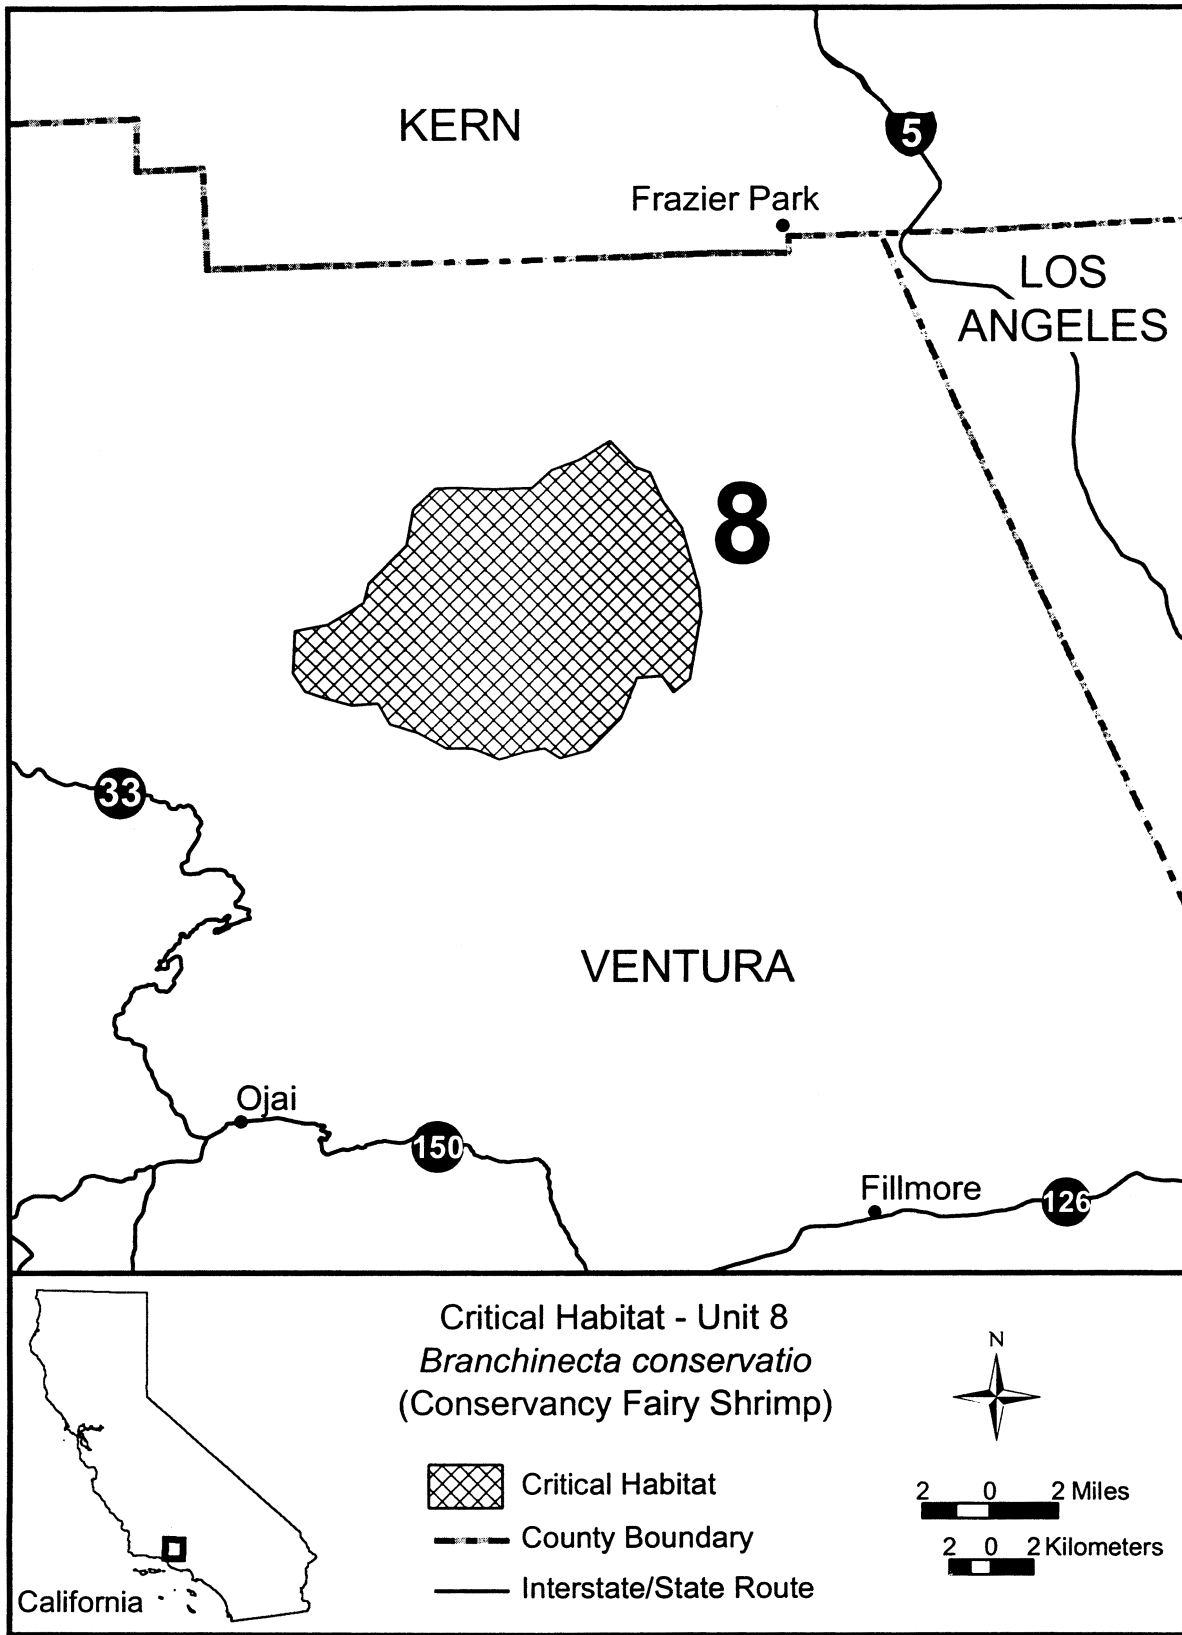 KERN
5
Frazier Park
LOS
ANGELES
8
33
VENTURA
Ojai
150
Fillmore
126
Critical Habitat - Unit 8
Branchinecta conservatio
(Conservancy Fairy Shrimp)
N
Critical Habitat
County Boundary
Interstate/State Route
2 0 2 Miles
2 0 2 Kilometers
California